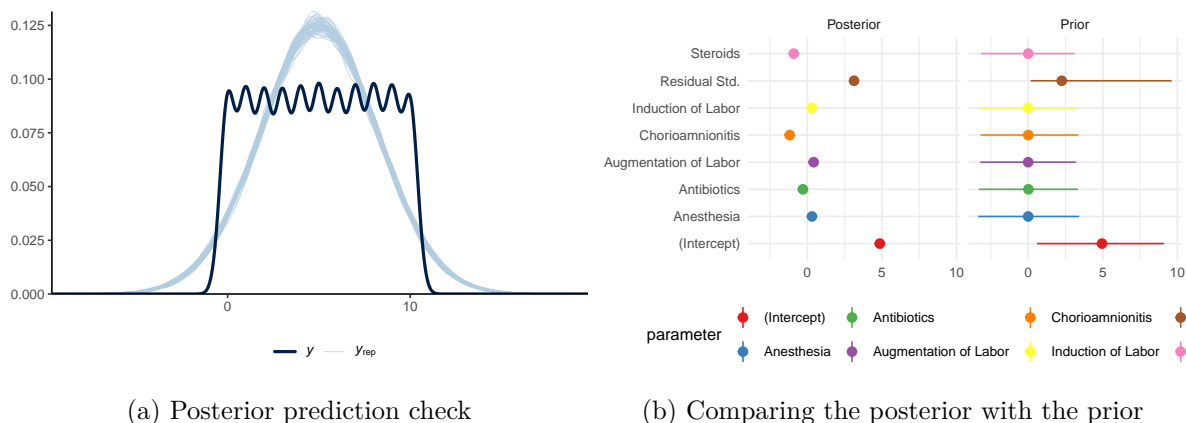 0.125
0.100
0.075
0.050
0.025
0.000
0
10
y
yrep
(a) Posterior prediction check
Posterior
Prior
Steroids
Residual Std.
Induction of Labor
Chorioamnionitis
Augmentation of Labor
Antibiotics
Anesthesia
(Intercept)
0
5
10
0
5
10
parameter
(Intercept)
Antibiotics
Chorioamnionitis
Anesthesia
Augmentation of Labor
Induction of Labor
(b) Comparing the posterior with the prior